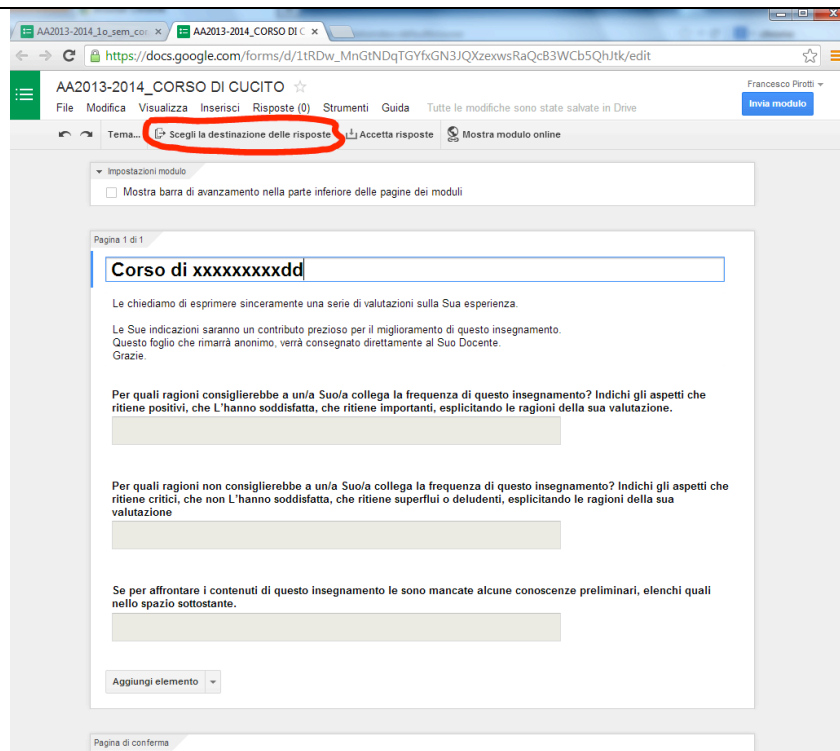 AA2013-2014_1o_sem_cor
AA2013-2014_CORSO DI C
https://docs.google.com/forms/d/1tRDw_MnGtNDqTGYfxGN3JQXzexwsRaQcB3WCb5QhJtk/edit
AA2013-2014_CORSO DI CUCITO
Francesco Pirotti
File Modifica Visualizza Inserisci Risposte (0) Strumenti Guida Tutte le modifiche sono state salvate in Drive
Invia modulo
Tema... Scegli la destinazione delle risposte Accetta risposte Mostra modulo online
Impostazioni modulo
Mostra barra di avanzamento nella parte inferiore delle pagine dei moduli
Pagina 1 di 1
Corso di xxxxxxxxxdd
Le chiediamo di esprimere sinceramente una serie di valutazioni sulla Sua esperienza.
Le Sue indicazioni saranno un contributo prezioso per il miglioramento di questo insegnamento.
Questo foglio che rimarrà anonimo, verrà consegnato direttamente al Suo Docente.
Grazie.
Per quali ragioni consiglierebbe a un/a Suo/a collega la frequenza di questo insegnamento? Indichi gli aspetti che
ritiene positivi, che L'hanno soddisfatta, che ritiene importanti, esplicitando le ragioni della sua valutazione.
Per quali ragioni non consiglierebbe a un/a Suo/a collega la frequenza di questo insegnamento? Indichi gli aspetti che
ritiene critici, che non L'hanno soddisfatta, che ritiene superflui o deludenti, esplicitando le ragioni della sua
valutazione
Se per affrontare i contenuti di questo insegnamento le sono mancate alcune conoscenze preliminari, elenchi quali
nello spazio sottostante.
Aggiungi elemento
Pagina di conferma